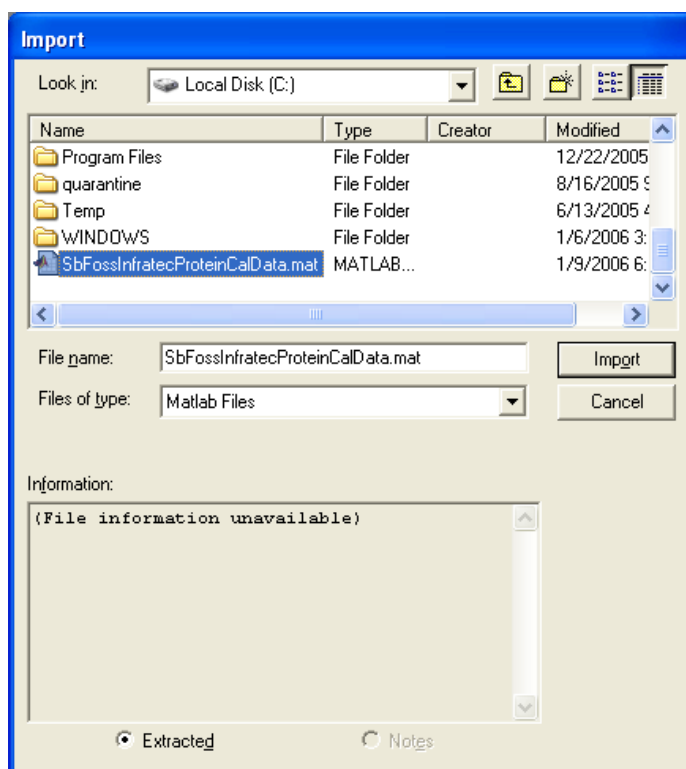 Import
Look in: Local Disk (C:)
Name Type Creator Modified
Program Files File Folder 12/22/2005
quarantine File Folder 8/16/2005
Temp File Folder 6/13/2005
WINDOWS File Folder 1/6/2006 3:
SbFossInfratecProteinCalData.mat MATLAB... 1/9/2006 6:
File name: SbFossInfratecProteinCalData.mat Import
Files of type: Matlab Files Cancel
Information:
(File information unavailable)
Extracted Notes